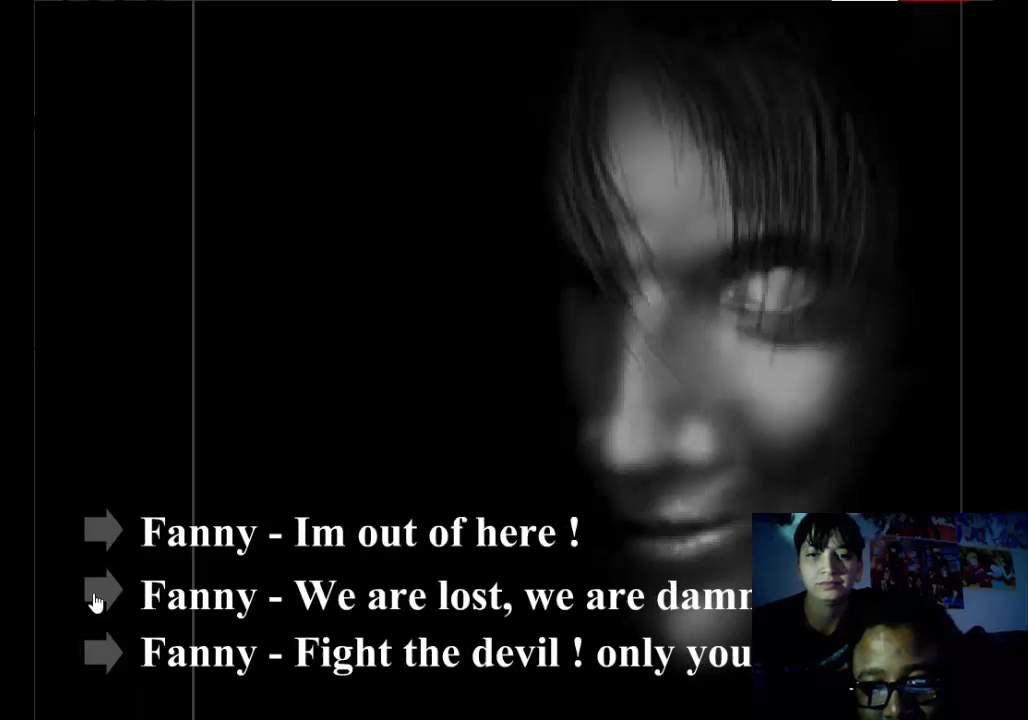 Fanny - Im out of here !
Fanny - We are lost, we are
Fanny - Fight the devil ! only you